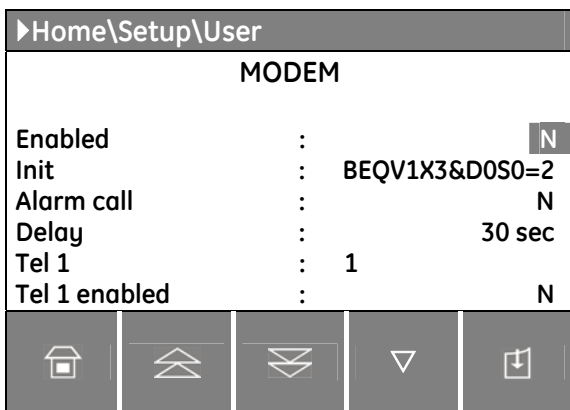 Home\Setup\User
MODEM
Enabled : N
Init : BEQV1X3&D0S0=2
Alarm call : N
Delay : 30 sec
Tel 1 : 1
Tel 1 enabled : N